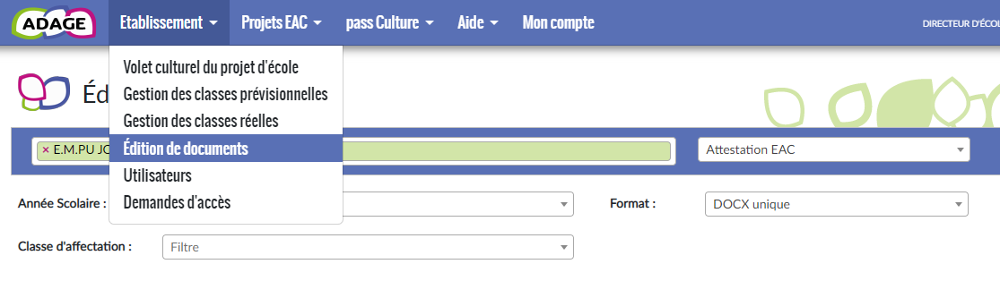 ADAGE Etablissement Projets EAC pass Culture Aide Mon compte DIRECTEUR D'ÉCOL
Volet culturel du projet d'école
Gestion des classes prévisionnelles
Éd
Gestion des classes réelles
× E.M.PU JO Édition de documents Attestation EAC
Utilisateurs
Année Scolaire : Demandes d'accès Format : DOCX unique
Classe d'affectation : Filtre